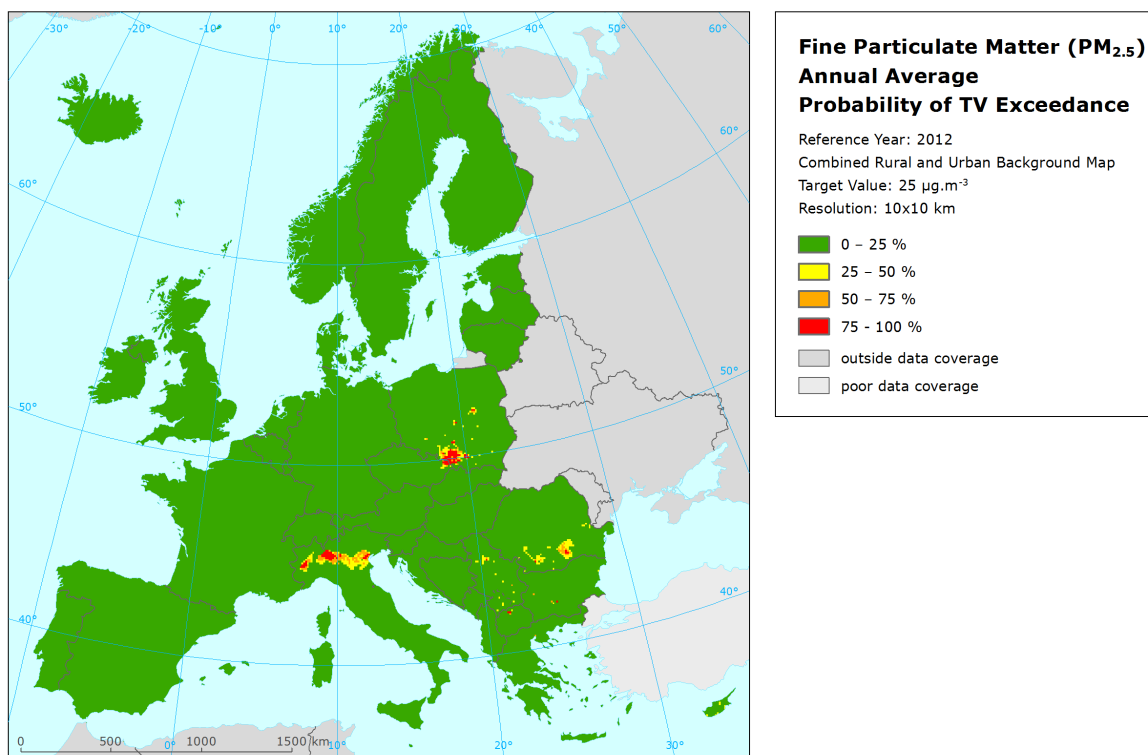 -30° -20° -10° 0° 10° 20° 30° 40° 50° 60°
60°
60°
50°
50°
40°
40°
0 500 1000 1500 km
0° 10° 20° 30°
Fine Particulate Matter (PM2.5)
Annual Average
Probability of TV Exceedance
Reference Year: 2012
Combined Rural and Urban Background Map
Target Value: 25 µg.m-3
Resolution: 10x10 km
0 – 25 %
25 – 50 %
50 – 75 %
75 - 100 %
outside data coverage
poor data coverage